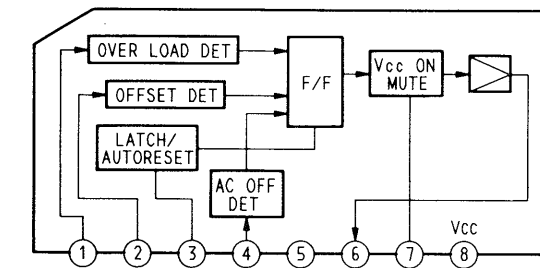 OVER LOAD DET
OFFSET DET
LATCH/
AUTORESET
AC OFF
DET
F/F
Vcc ON
MUTE
Vcc
1 2 3 4 5 6 7 8